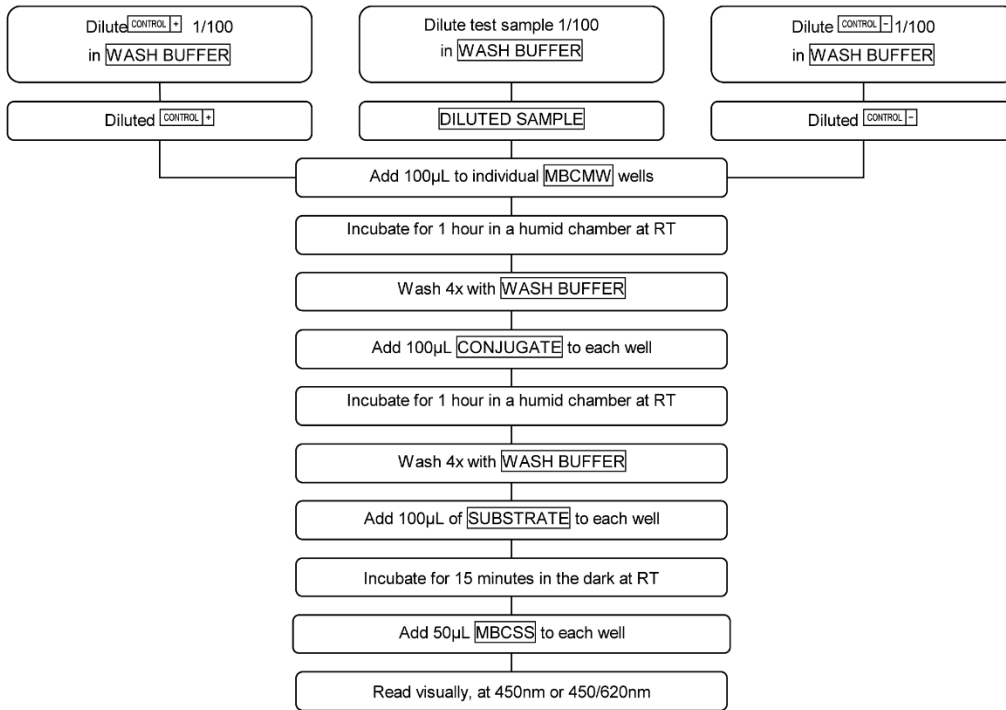 Dilute CONTROL + 1/100
in WASH BUFFER
Dilute test sample 1/100
in WASH BUFFER
Dilute CONTROL - 1/100
in WASH BUFFER
Diluted CONTROL +
DILUTED SAMPLE
Diluted CONTROL -
Add 100µL to individual MBCMW wells
Incubate for 1 hour in a humid chamber at RT
Wash 4x with WASH BUFFER
Add 100µL CONJUGATE to each well
Incubate for 1 hour in a humid chamber at RT
Wash 4x with WASH BUFFER
Add 100µL of SUBSTRATE to each well
Incubate for 15 minutes in the dark at RT
Add 50µL MBCSS to each well
Read visually, at 450nm or 450/620nm